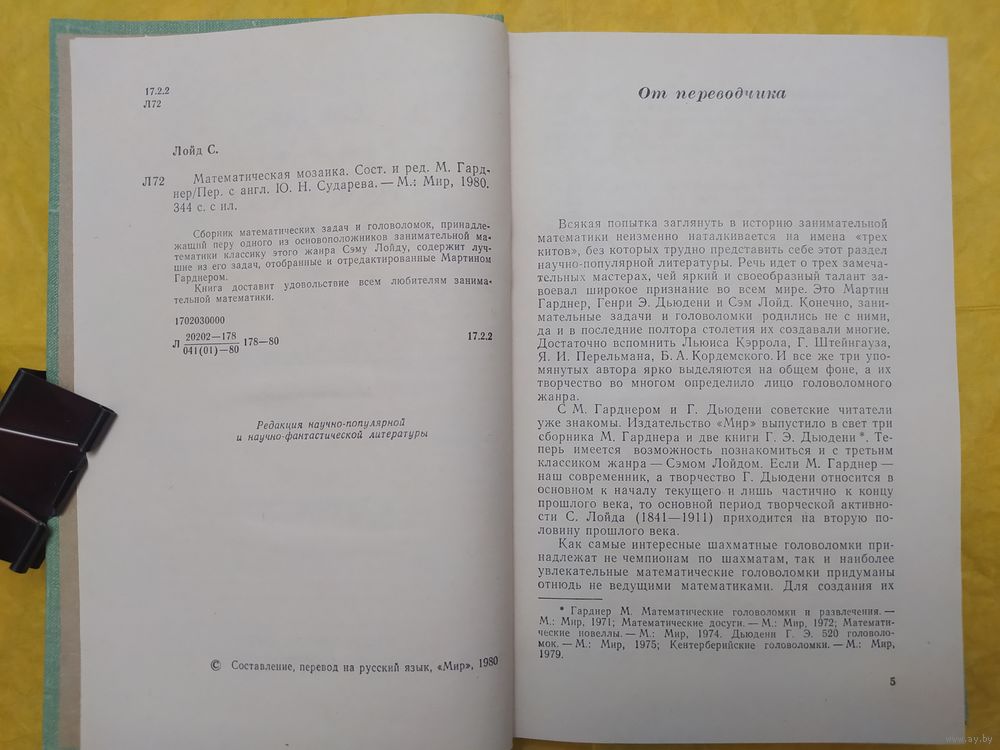 17.2.2
Л72
Лойд С.
Л72
Математическая мозаика. Сост. и ред. М. Гард-
нер/Пер. с англ. Ю. Н. Сударева. — М.: Мир, 1980.
344 с. с ил.
Сборник математических задач и головоломок, принадле-
жащий перу одного из основоположников занимательной ма-
тематики классику этого жанра Сэму Лойду, содержит луч-
шие из его задач, отобранные и отредактированные Мартином
Гарднером.
Книга доставит удовольствие всем любителям занима-
тельной математики.
1702030000
Л 20202—178
041(01)—80 178—80
17.2.2
Редакция научно-популярной
и научно-фантастической литературы
© Составление, перевод на русский язык, «Мир», 1980
От переводчика
Всякая попытка заглянуть в историю занимательной
математики неизменно наталкивается на имена «трех
китов», без которых трудно представить себе этот раздел
научно-популярной литературы. Речь идет о трех замеча-
тельных мастерах, чей яркий и своеобразный талант за-
воевал широкое признание во всем мире. Это Мартин
Гарднер, Генри Э. Дьюдени и Сэм Лойд. Конечно, зани-
мательные задачи и головоломки родились не с ними,
да и в последние полтора столетия их создавали многие.
Достаточно вспомнить Льюиса Кэррола, Г. Штейнгауза,
Я. И. Перельмана, Б. А. Кордемского. И все же три упо-
мянутых автора ярко выделяются на общем фоне, а их
творчество во многом определило лицо головоломного
жанра.
С М. Гарднером и Г. Дьюдени советские читатели
уже знакомы. Издательство «Мир» выпустило в свет три
сборника М. Гарднера и две книги Г. Э. Дьюдени*. Те-
перь имеется возможность познакомиться и с третьим
классиком жанра — Сэмом Лойдом. Если М. Гарднер —
наш современник, а творчество Г. Дьюдени относится в
основном к началу текущего и лишь частично к концу
прошлого века, то основной период творческой активно-
сти С. Лойда (1841—1911) приходится на вторую по-
ловину прошлого века.
Как самые интересные шахматные головоломки при-
надлежат не чемпионам по шахматам, так и наиболее
увлекательные математические головоломки придуманы
отнюдь не ведущими математиками. Для создания их
* Гарднер М. Математические головоломки и развлечения. —
М.: Мир, 1971; Математические досуги. — М.: Мир, 1972; Математи-
ческие новеллы. — М.: Мир, 1974. Дьюдени Г. Э. 520 головоло-
мок. — М.: Мир, 1975; Кентерберийские головоломки. — М.: Мир,
1979.
5
www.ay.by